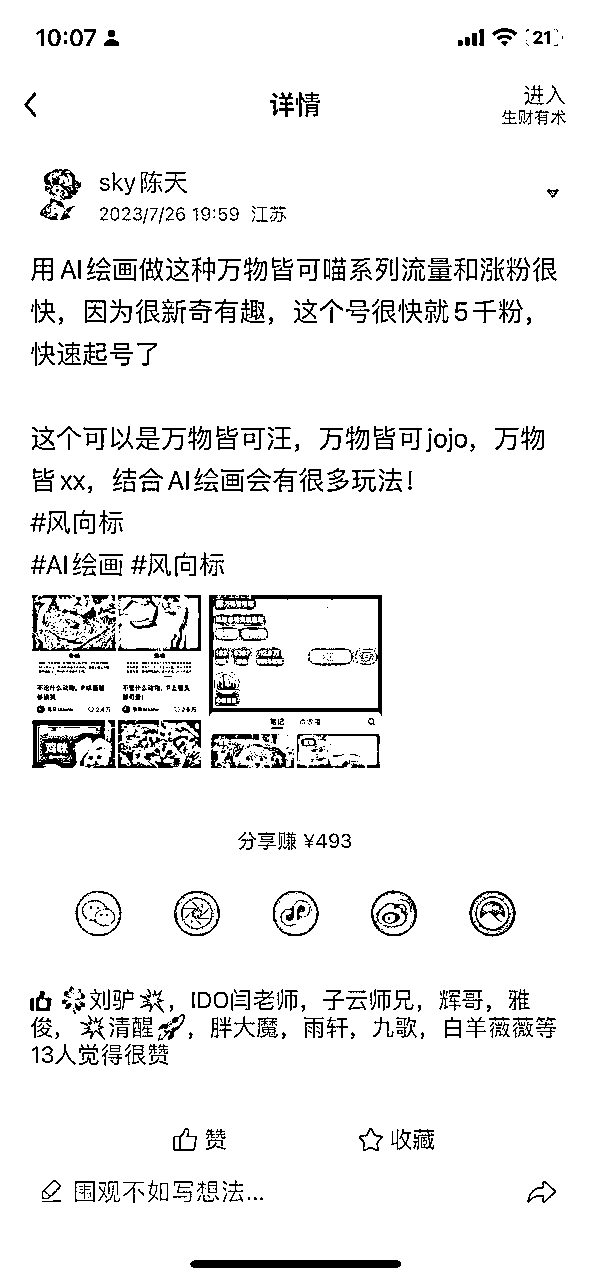 10:07
21
详情
进入
生财有术
sky陈天
2023/7/26 19:59 江苏
用AI绘画做这种万物皆可喵系列流量和涨粉很
快，因为很新奇有趣，这个号很快就5千粉，
快速起号了
这个可以是万物皆可汪，万物皆可jojo，万物
皆xx，结合AI绘画会有很多玩法！
#风向标
#AI绘画 #风向标
笔记
分享赚 ¥493
刘驴，IDO闫老师，子云师兄，辉哥，雅
俊，清醒，胖大魔，雨轩，九歌，白羊薇薇等
13人觉得很赞
赞
收藏
围观不如写想法...